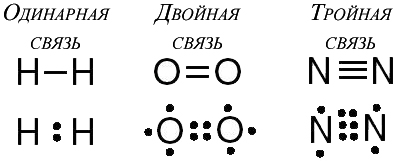 Одинарная Двойная Тройная
связь связь связь
H–H O=O N≡N
H:H O::O N:::N